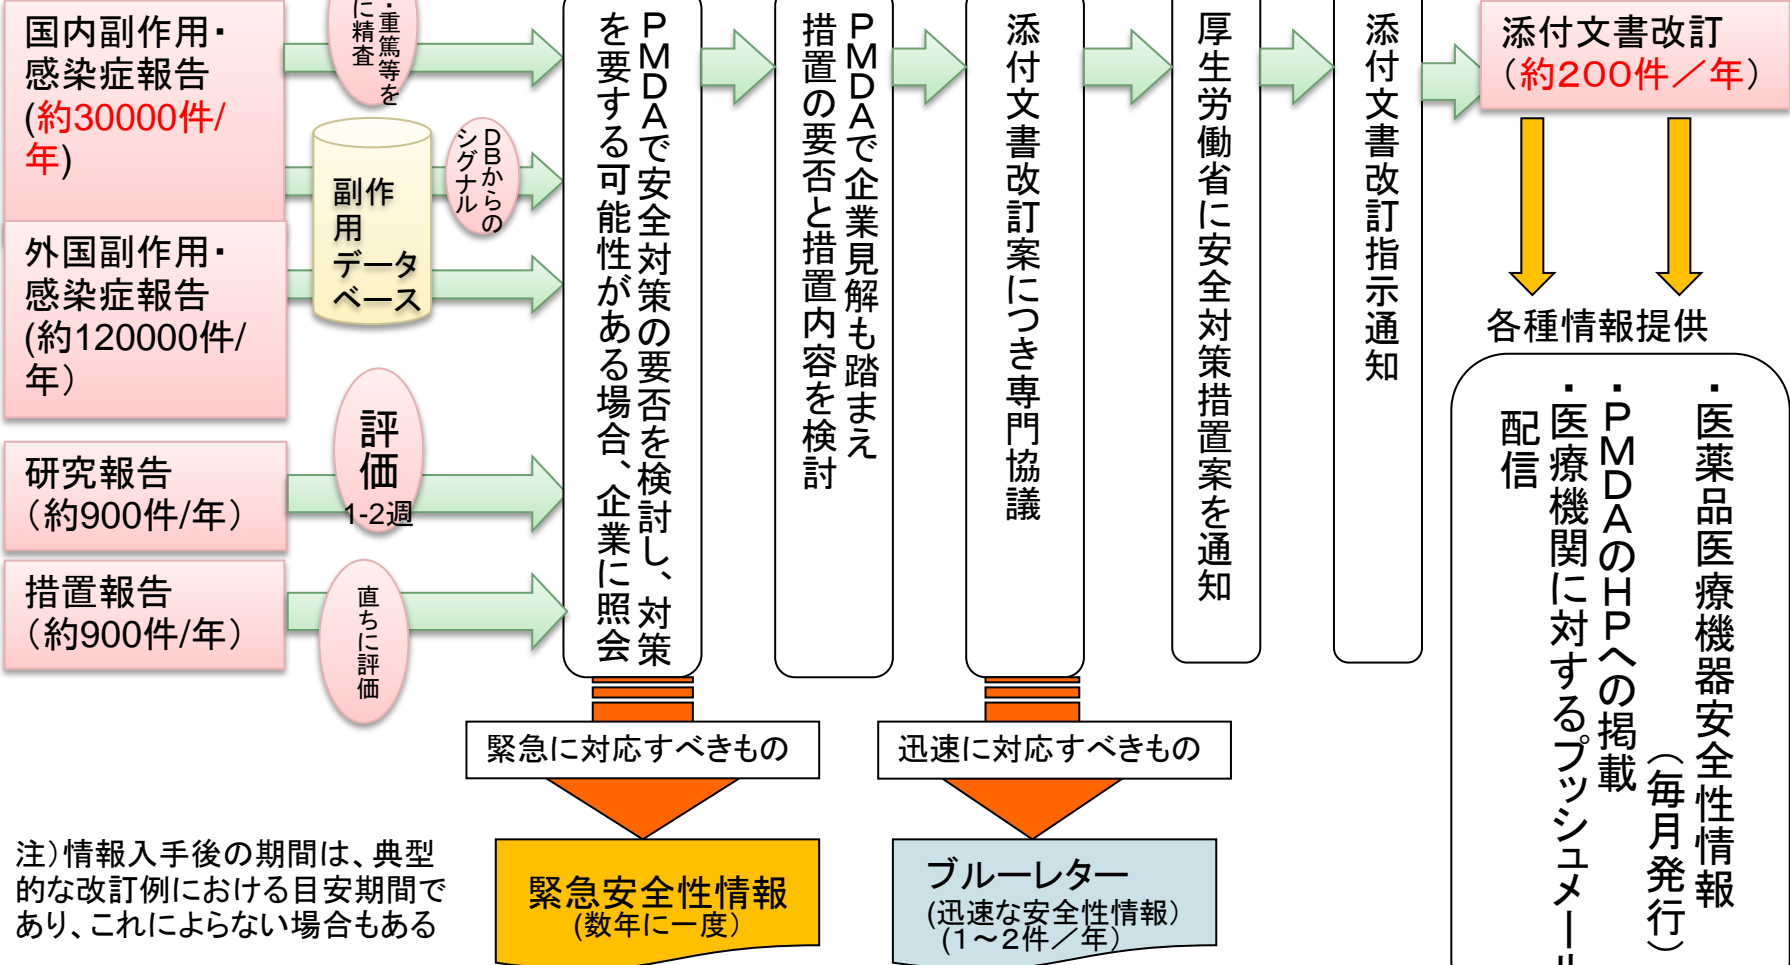 国内副作用・
感染症報告
(約30000件/
年)
外国副作用・
感染症報告
(約120000件/
年）
研究報告
（約900件/年）
措置報告
（約900件/年）
・重篤等を
に精査
副作
用
データ
ベース
DBからの
シグナル
評価
1-2週
直ちに評価
ＰＭＤＡで安全対策の要否を検討し、対策
を要する可能性がある場合、企業に照会
ＰＭＤＡで企業見解も踏まえ
措置の要否と措置内容を検討
添付文書改訂案につき専門協議
厚生労働省に安全対策措置案を通知
添付文書改訂指示通知
添付文書改訂
（約２００件／年）
各種情報提供
・医薬品医療機器安全性情報
（毎月発行）
・ＰＭＤＡのＨＰへの掲載
・医療機関に対するプッシュメール
配信
緊急に対応すべきもの
迅速に対応すべきもの
緊急安全性情報
(数年に一度）
ブルーレター
(迅速な安全性情報）
(１～２件／年)
注）情報入手後の期間は、典型
的な改訂例における目安期間で
あり、これによらない場合もある